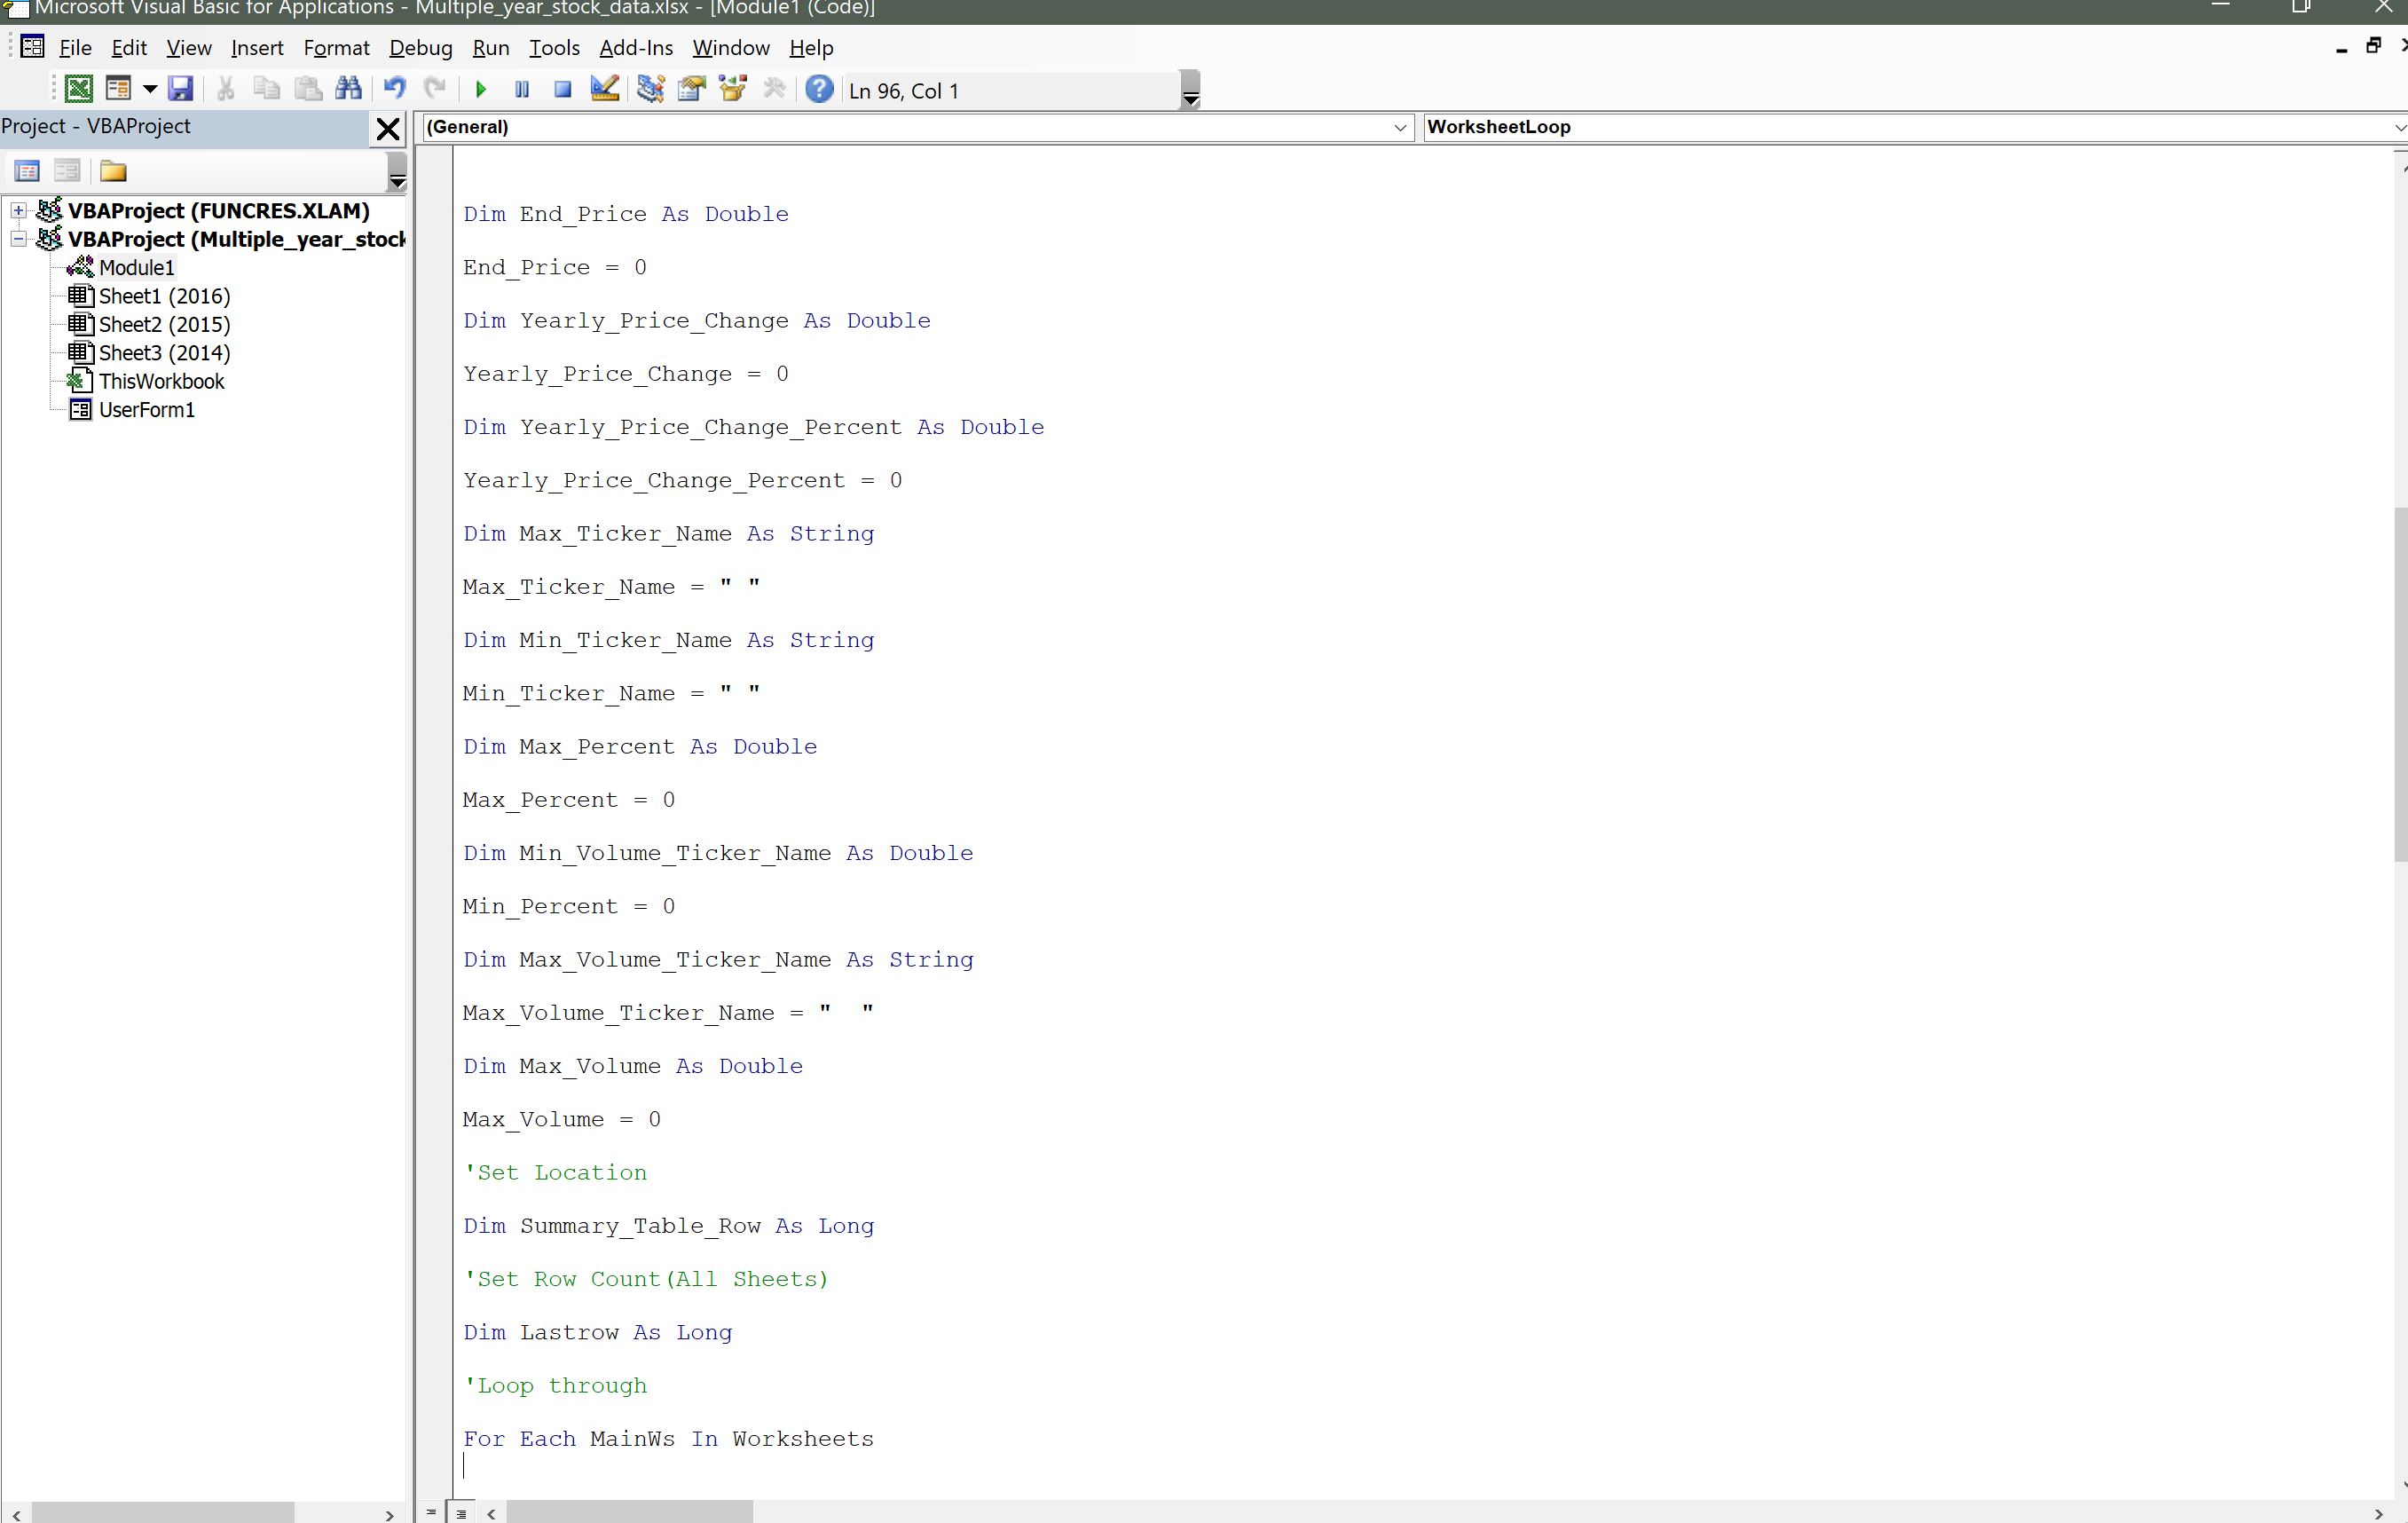 Microsoft Visual Basic for Applications - Multiple_year_stock_data.xlsx - [Module1 (Code)]
File Edit View Insert Format Debug Run Tools Add-Ins Window Help
Ln 96, Col 1
Project - VBAProject
(General)
WorksheetLoop
VBAProject (FUNCRES.XLAM)
VBAProject (Multiple_year_stock
Module1
Sheet1 (2016)
Sheet2 (2015)
Sheet3 (2014)
ThisWorkbook
UserForm1
Dim End_Price As Double
End_Price = 0
Dim Yearly_Price_Change As Double
Yearly_Price_Change = 0
Dim Yearly_Price_Change_Percent As Double
Yearly_Price_Change_Percent = 0
Dim Max_Ticker_Name As String
Max_Ticker_Name = " "
Dim Min_Ticker_Name As String
Min_Ticker_Name = " "
Dim Max_Percent As Double
Max_Percent = 0
Dim Min_Volume_Ticker_Name As Double
Min_Percent = 0
Dim Max_Volume_Ticker_Name As String
Max_Volume_Ticker_Name = "  "
Dim Max_Volume As Double
Max_Volume = 0
'Set Location
Dim Summary_Table_Row As Long
'Set Row Count(All Sheets)
Dim Lastrow As Long
'Loop through
For Each MainWs In Worksheets